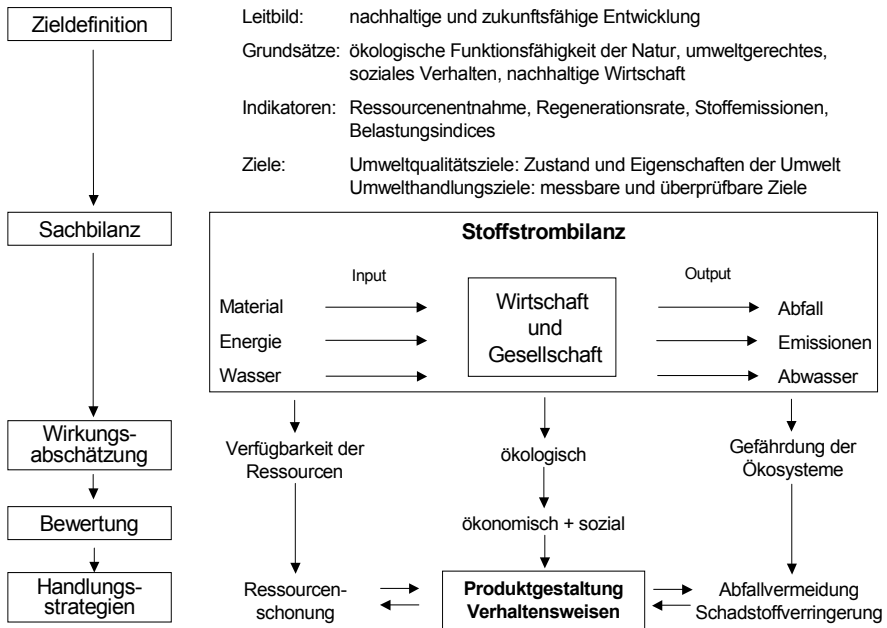 Zieldefinition
Leitbild: nachhaltige und zukunftsfähige Entwicklung
Grundsätze: ökologische Funktionsfähigkeit der Natur, umweltgerechtes,
soziales Verhalten, nachhaltige Wirtschaft
Indikatoren: Ressourcenentnahme, Regenerationsrate, Stoffemissionen,
Belastungsindices
Ziele: Umweltqualitätsziele: Zustand und Eigenschaften der Umwelt
Umwelthandlungsziele: messbare und überprüfbare Ziele
Sachbilanz
Stoffstrombilanz
Input
Output
Material
Energie
Wasser
Wirtschaft
und
Gesellschaft
Abfall
Emissionen
Abwasser
Wirkungs-
abschätzung
Verfügbarkeit der
Ressourcen
ökologisch
Gefährdung der
Ökosysteme
Bewertung
ökonomisch + sozial
Handlungs-
strategien
Ressourcen-
schonung
Produktgestaltung
Verhaltensweisen
Abfallvermeidung
Schadstoffverringerung